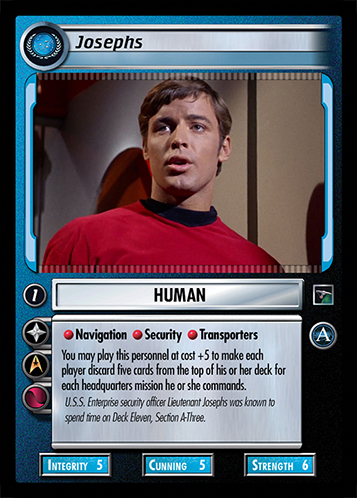 Josephs
1
HUMAN
A
Navigation Security Transporters
You may play this personnel at cost +5 to make each
player discard five cards from the top of his or her deck for
each headquarters mission he or she commands.
U.S.S. Enterprise security officer Lieutenant Josephs was known to
spend time on Deck Eleven, Section A-Three.
INTEGRITY 5
CUNNING 5
STRENGTH 6